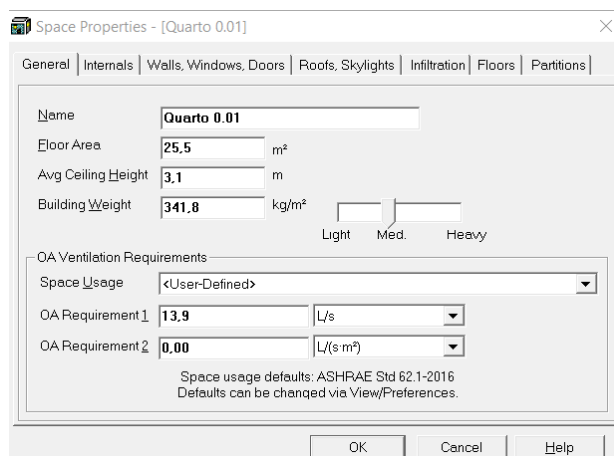 Space Properties - [Quarto 0.01]
General Internals Walls, Windows, Doors Roofs, Skylights Infiltration Floors Partitions
Name Quarto 0.01
Floor Area 25,5 m²
Avg Ceiling Height 3,1 m
Building Weight 341,8 kg/m²
Light Med. Heavy
OA Ventilation Requirements
Space Usage <User-Defined>
OA Requirement 1 13,9 L/s
OA Requirement 2 0,00 L/(s·m²)
Space usage defaults: ASHRAE Std 62.1-2016
Defaults can be changed via View/Preferences.
OK Cancel Help